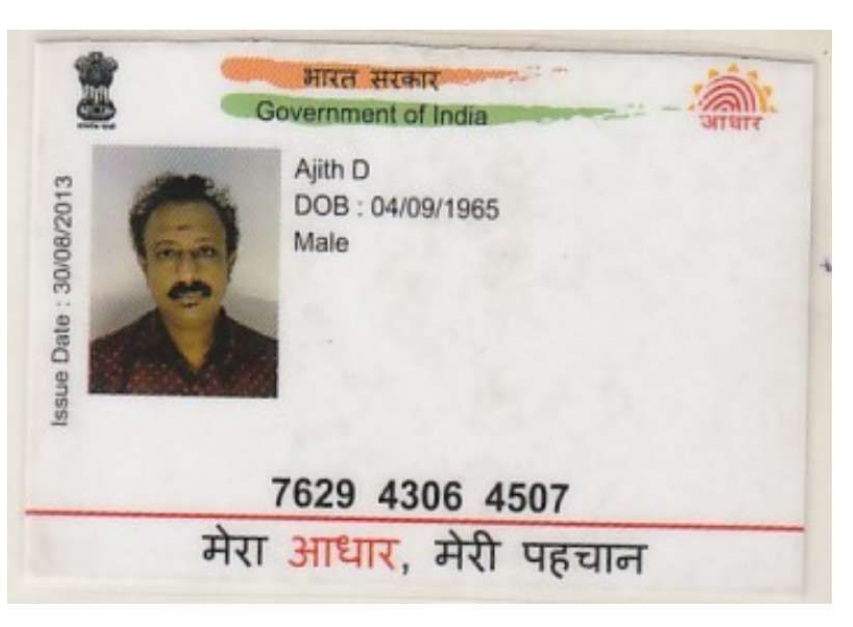 भारत सरकार
Government of India
आधार
Issue Date : 30/08/2013
Ajith D
DOB : 04/09/1965
Male
7629 4306 4507
मेरा आधार, मेरी पहचान